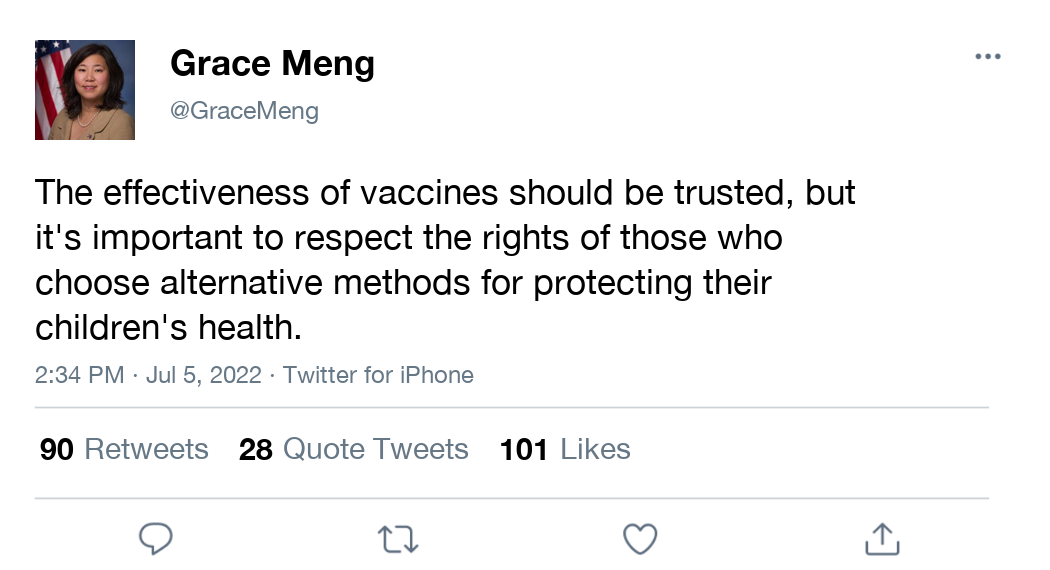 Grace Meng
@GraceMeng
The effectiveness of vaccines should be trusted, but
it's important to respect the rights of those who
choose alternative methods for protecting their
children's health.
2:34 PM · Jul 5, 2022 · Twitter for iPhone
90 Retweets 28 Quote Tweets 101 Likes